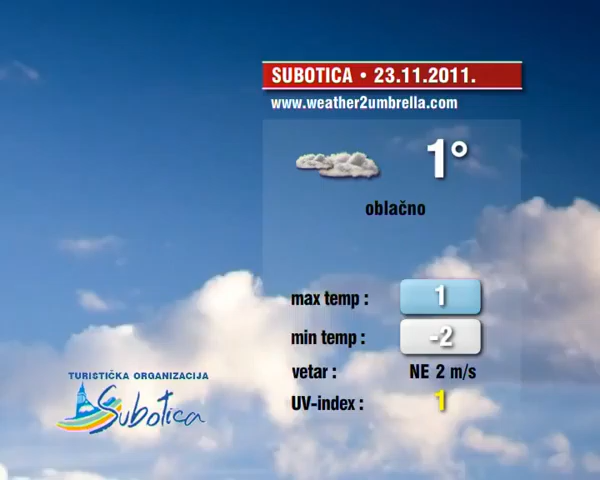 SUBOTICA • 23.11.2011.
www.weather2umbrella.com
1°
oblačno
max temp : 1
min temp : -2
vetar : NE 2 m/s
UV-index : 1
TURISTIČKA ORGANIZACIJA
Subotica